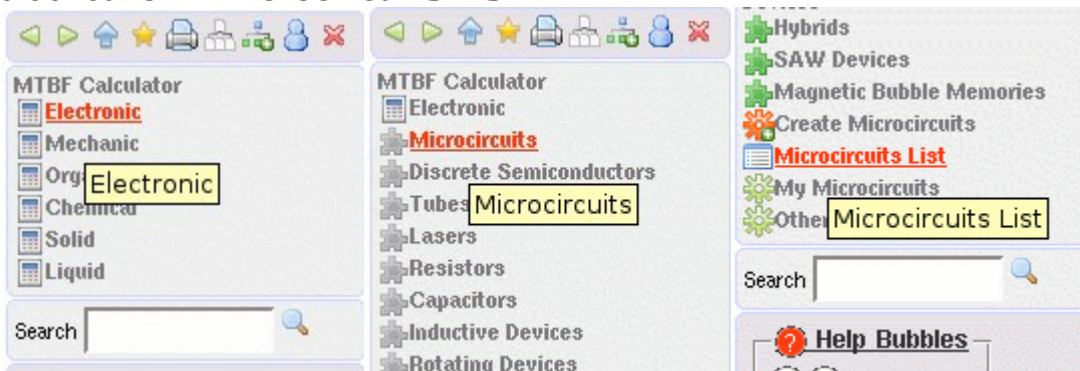 MTBF Calculator
Electronic
Mechanic
Electronic
Chemical
Solid
Liquid
Search
MTBF Calculator
Electronic
Microcircuits
Discrete Semiconductors
Tubes
Microcircuits
Lasers
Resistors
Capacitors
Inductive Devices
Rotating Devices
Hybrids
SAW Devices
Magnetic Bubble Memories
Create Microcircuits
Microcircuits List
My Microcircuits
Other
Microcircuits List
Search
? Help Bubbles